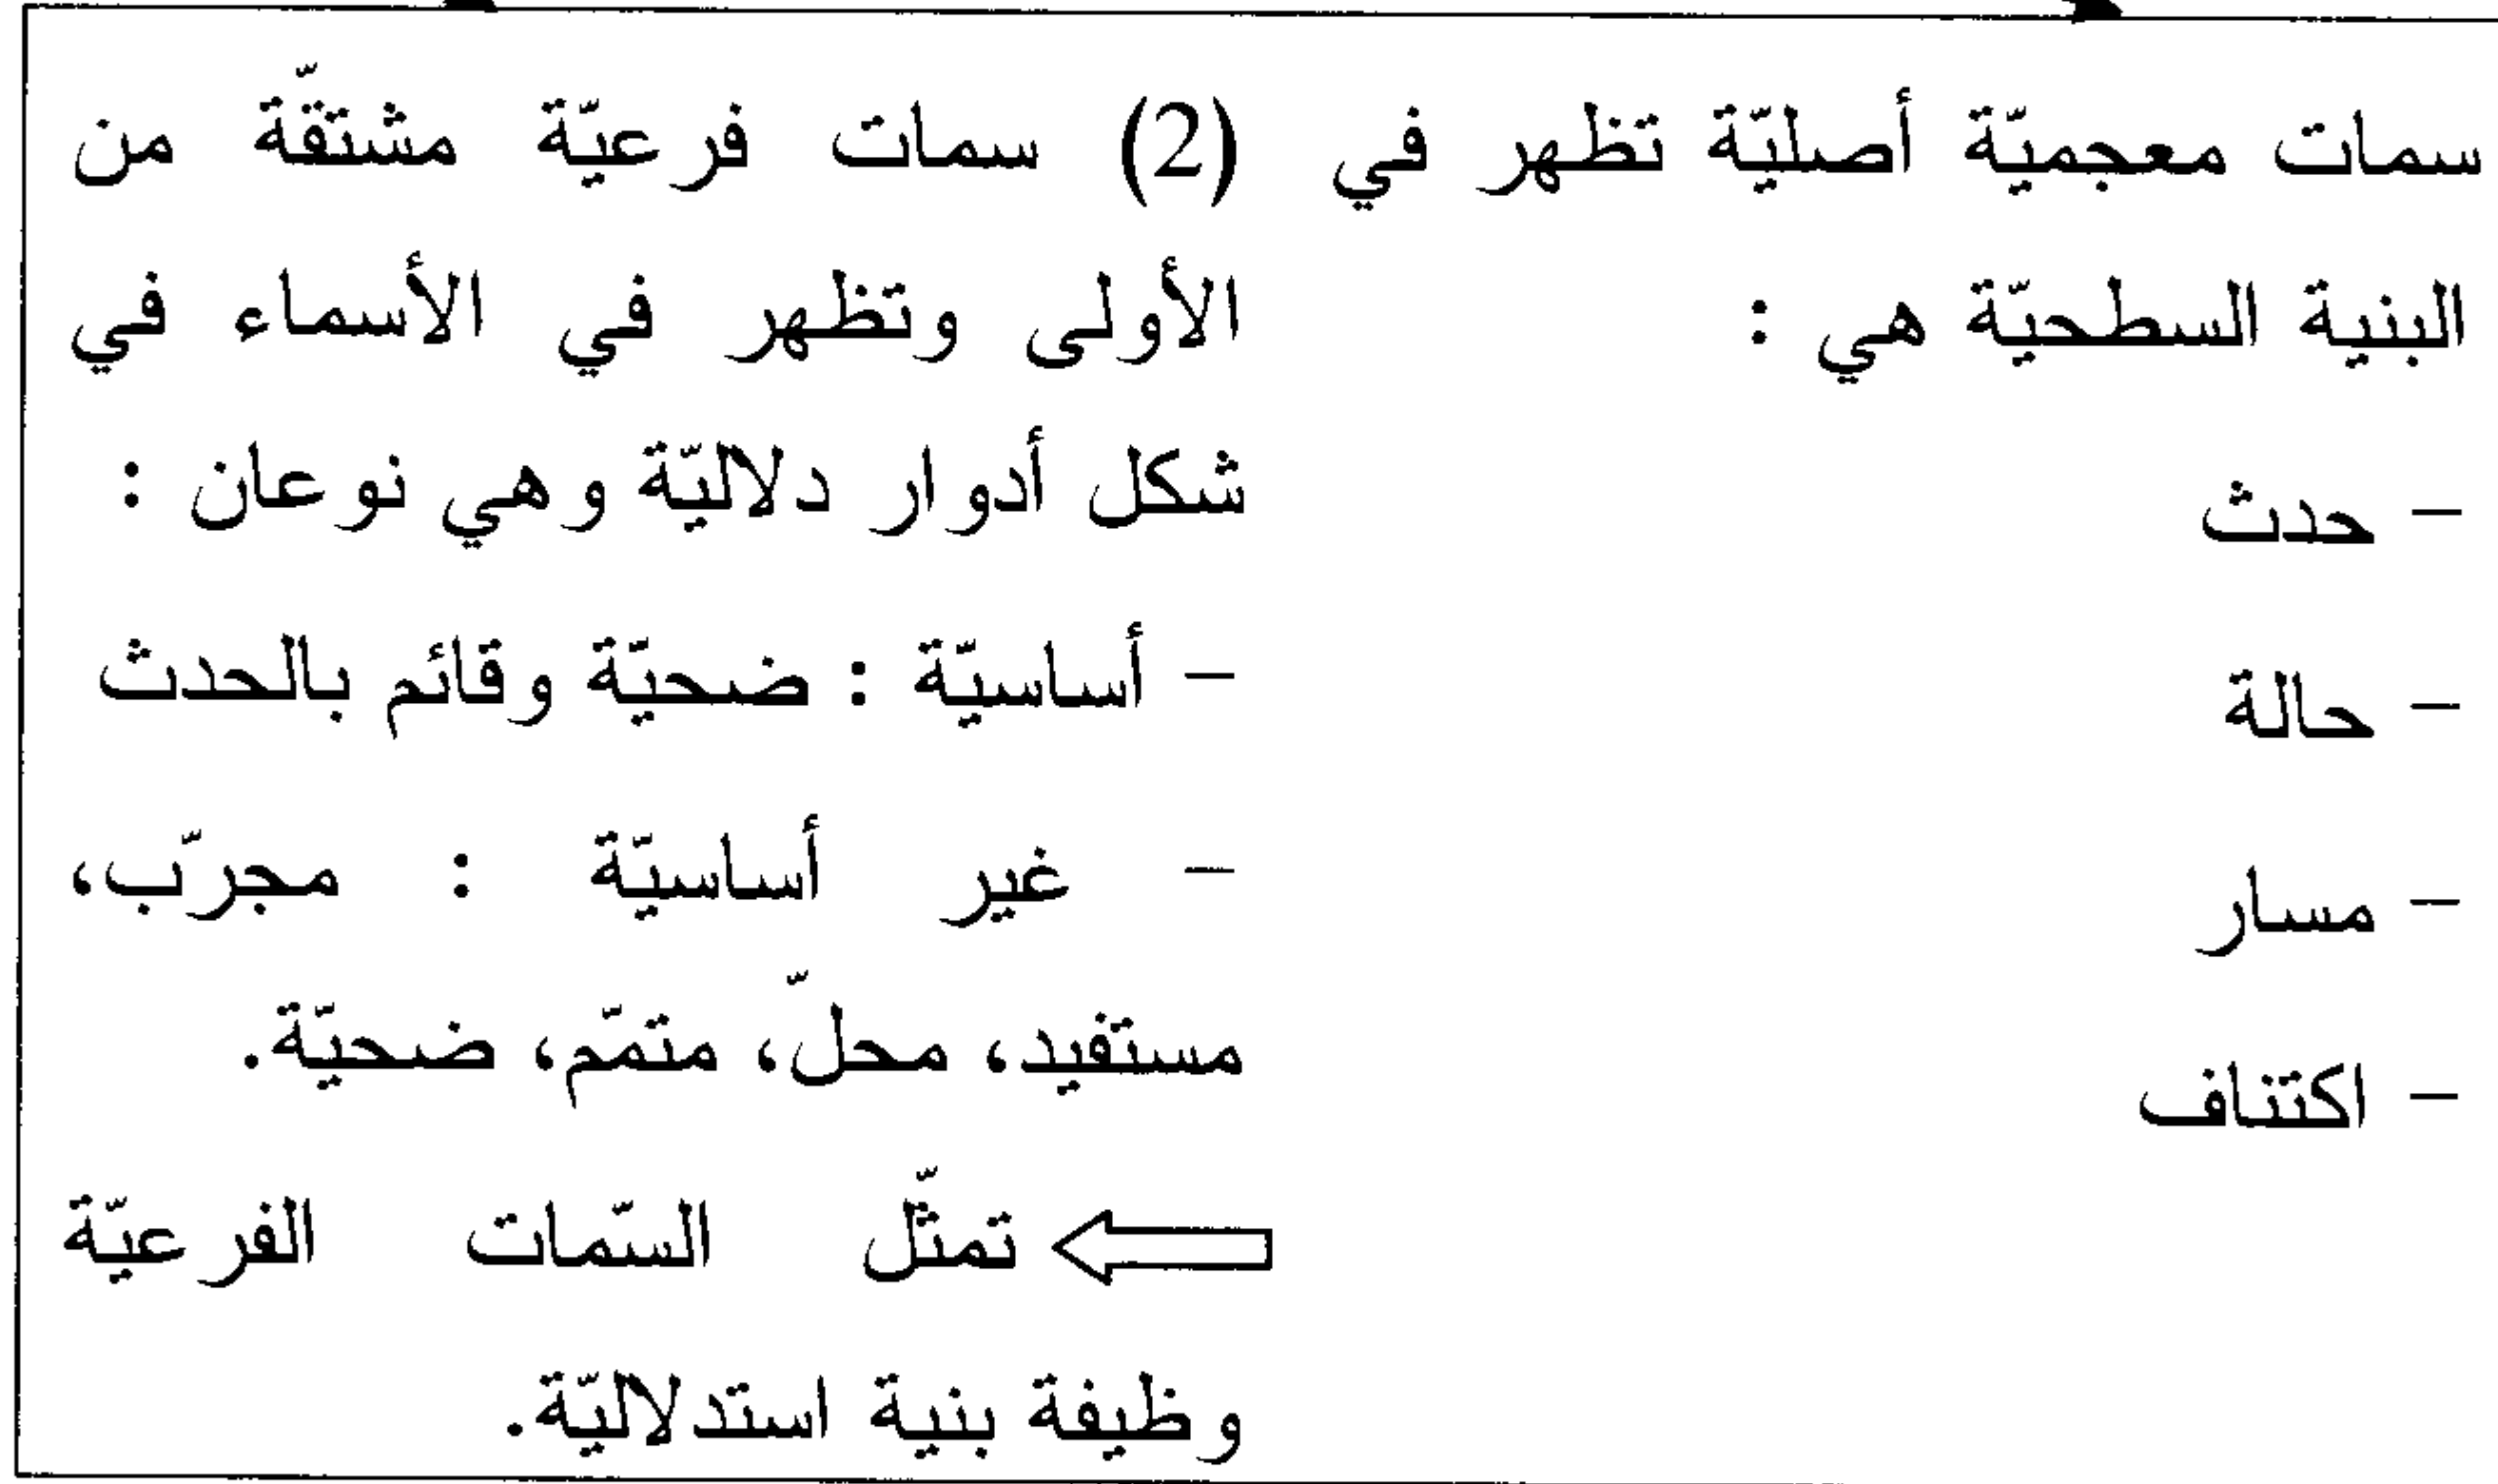 سمات معجميّة أصليّة تظهر في
البنية السطحيّة هي :
– حدث
– حالة
– مسار
– اكتناف
(2) سمات فرعيّة مشتقّة من
الأولى وتظهر في الأسماء في
شكل أدوار دلاليّة وهي نوعان :
– أساسيّة : ضحيّة وقائم بالحدث
– غير أساسيّة : مجرّب،
مستفيد، محلّ، متمّم، ضحيّة.
تمثّل السّمات الفرعيّة
وظيفة بنية استدلاليّة.